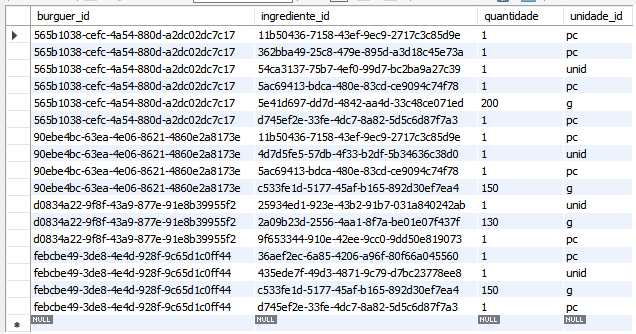 burguer_id ingrediente_id quantidade unidade_id
565b1038-cefc-4a54-880d-a2dc02dc7c17 11b50436-7158-43ef-9ec9-2717c3c85d9e 1 pc
565b1038-cefc-4a54-880d-a2dc02dc7c17 362bba49-25c8-479e-895d-a3d18c45e73a 1 pc
565b1038-cefc-4a54-880d-a2dc02dc7c17 54ca3137-75b7-4ef0-99d7-bc2ba9a27c39 1 unid
565b1038-cefc-4a54-880d-a2dc02dc7c17 5ac69413-bdca-480e-83cd-ce9094c74f78 1 pc
565b1038-cefc-4a54-880d-a2dc02dc7c17 5e41d697-dd7d-4842-aa4d-33c48ce071ed 200 g
565b1038-cefc-4a54-880d-a2dc02dc7c17 d745ef2e-33fe-4dc7-8a82-5d5c6d87f7a3 1 pc
90ebe4bc-63ea-4e06-8621-4860e2a8173e 11b50436-7158-43ef-9ec9-2717c3c85d9e 1 pc
90ebe4bc-63ea-4e06-8621-4860e2a8173e 4d7d5fe5-57db-4f33-b2df-5b34636c38d0 1 unid
90ebe4bc-63ea-4e06-8621-4860e2a8173e 5ac69413-bdca-480e-83cd-ce9094c74f78 1 pc
90ebe4bc-63ea-4e06-8621-4860e2a8173e c533fe1d-5177-45af-b165-892d30ef7ea4 150 g
d0834a22-9f8f-43a9-877e-91e8b39955f2 25934ed1-923e-43b2-91b7-031a840242ab 1 unid
d0834a22-9f8f-43a9-877e-91e8b39955f2 2a09b23d-2556-4aa1-8f7a-be01e07f437f 130 g
d0834a22-9f8f-43a9-877e-91e8b39955f2 9f653344-910e-42ee-9cc0-9dd50e819073 1 pc
febcbe49-3de8-4e4d-928f-9c65d1c0ff44 36aef2ec-6a85-4206-a96f-80f66a045560 1 pc
febcbe49-3de8-4e4d-928f-9c65d1c0ff44 435ede7f-49d3-4871-9c79-d7bc23778ee8 1 unid
febcbe49-3de8-4e4d-928f-9c65d1c0ff44 c533fe1d-5177-45af-b165-892d30ef7ea4 150 g
febcbe49-3de8-4e4d-928f-9c65d1c0ff44 d745ef2e-33fe-4dc7-8a82-5d5c6d87f7a3 1 pc
NULL NULL NULL NULL